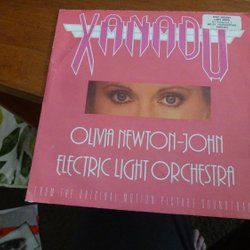 XANADU
OLIVIA NEWTON-JOHN
ELECTRIC LIGHT ORCHESTRA
FROM THE ORIGINAL MOTION PICTURE SOUNDTRACK